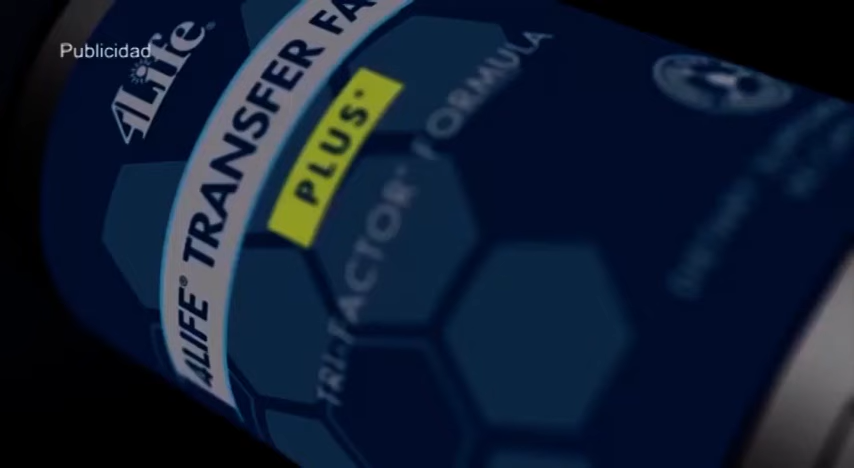 Publicidad
4Life®
4LIFE® TRANSFER FA
PLUS®
TRI-FACTOR® FORMULA